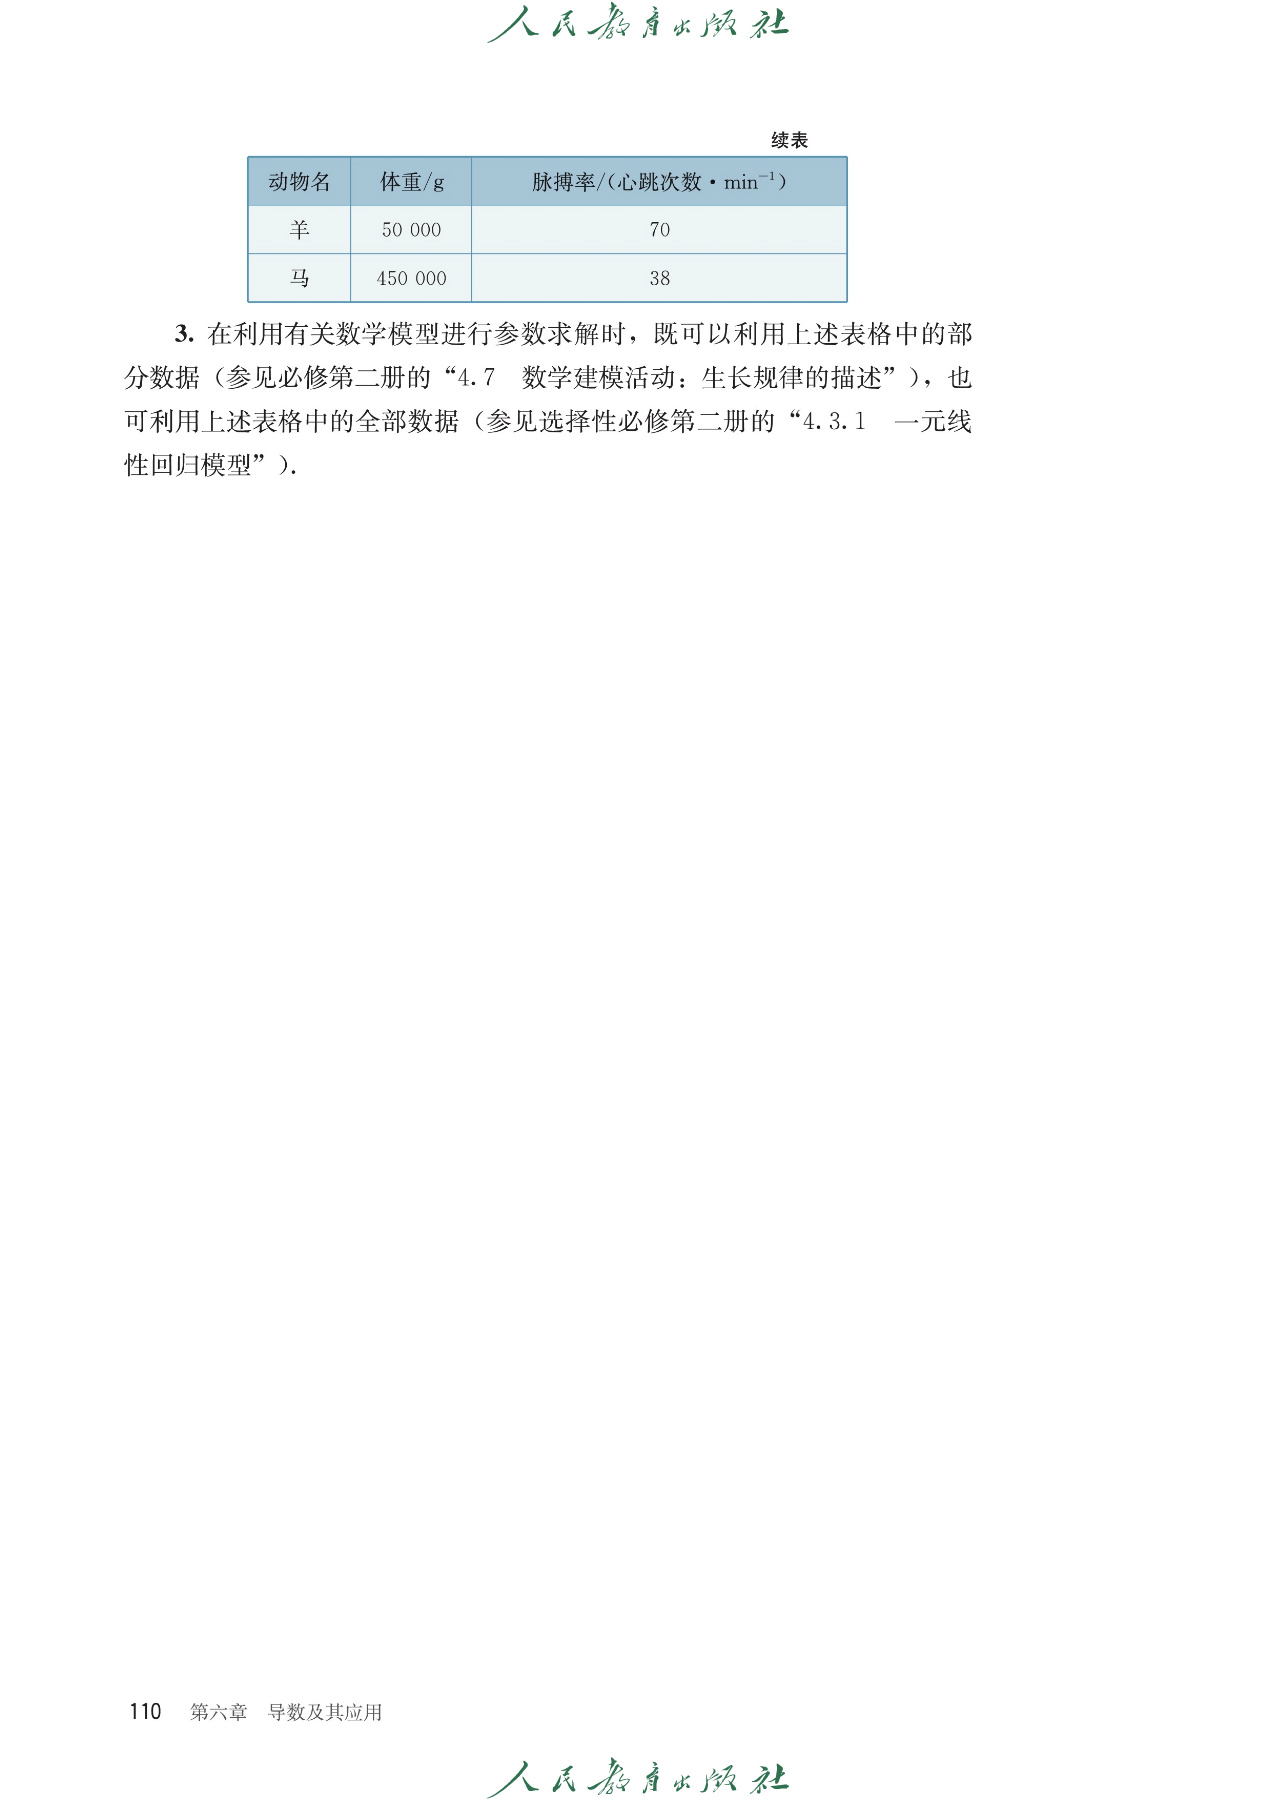 人民教育出版社
续表
动物名 体重/g 脉搏率/(心跳次数·min⁻¹)
羊 50 000 70
马 450 000 38
3. 在利用有关数学模型进行参数求解时，既可以利用上述表格中的部
分数据（参见必修第二册的“4.7 数学建模活动：生长规律的描述”），也
可利用上述表格中的全部数据（参见选择性必修第二册的“4.3.1 一元线
性回归模型”）.
110 第六章 导数及其应用
人民教育出版社